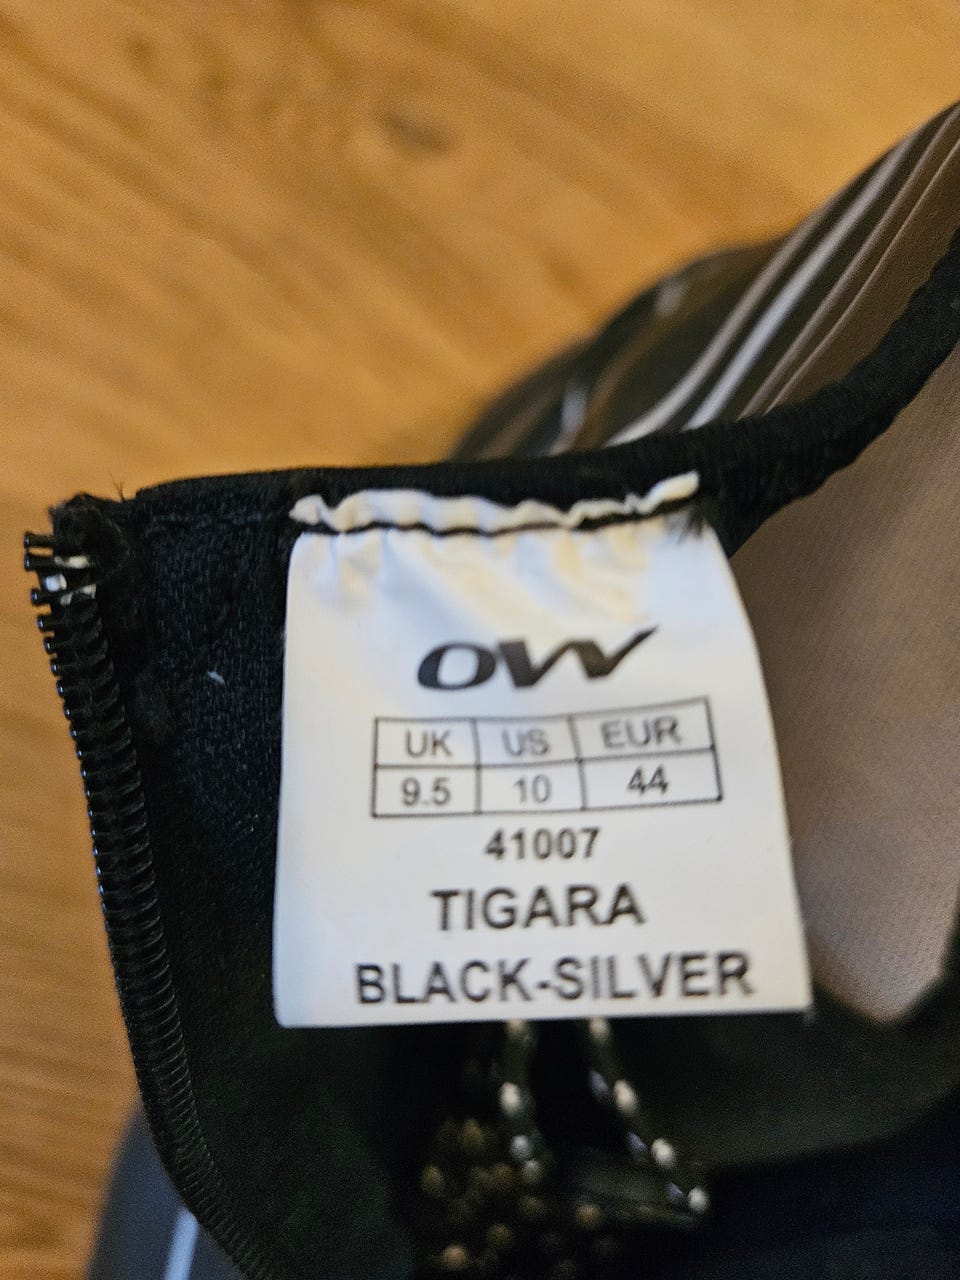 OW
UK US EUR
9.5 10 44
41007
TIGARA
BLACK-SILVER